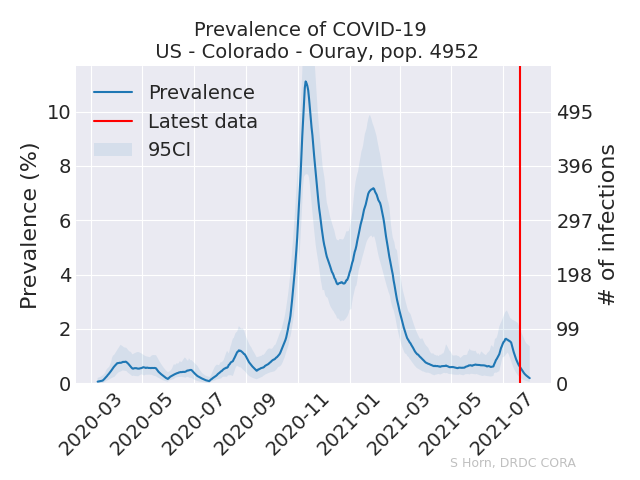 Prevalence of COVID-19
US - Colorado - Ouray, pop. 4952
Prevalence
Latest data
95CI
Prevalence (%)
10
8
6
4
2
0
# of infections
495
396
297
198
99
0
2020-03
2020-05
2020-07
2020-09
2020-11
2021-01
2021-03
2021-05
2021-07
S Horn, DRDC CORA